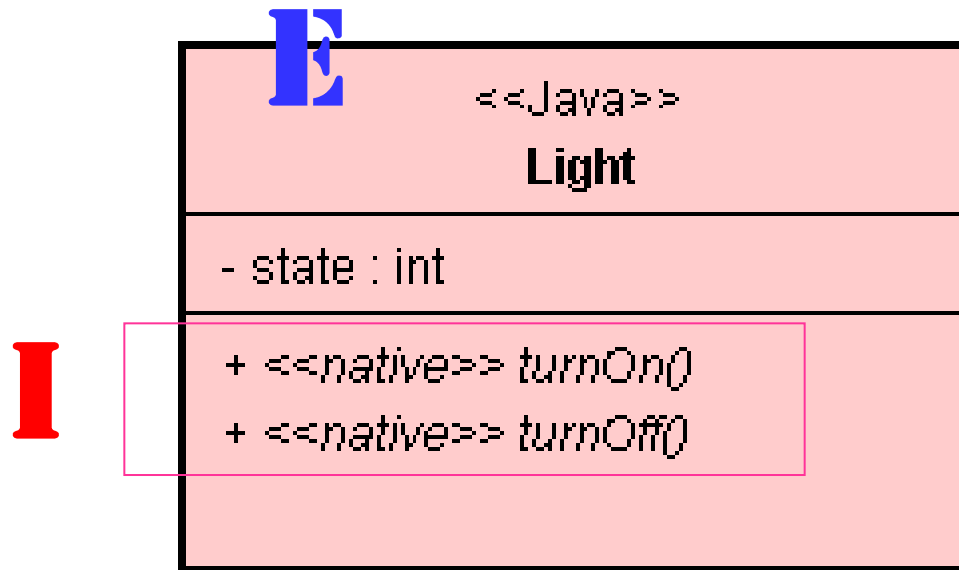 E
<<Java>>
Light
- state : int
I
+ <<native>> turnOn()
+ <<native>> turnOff()